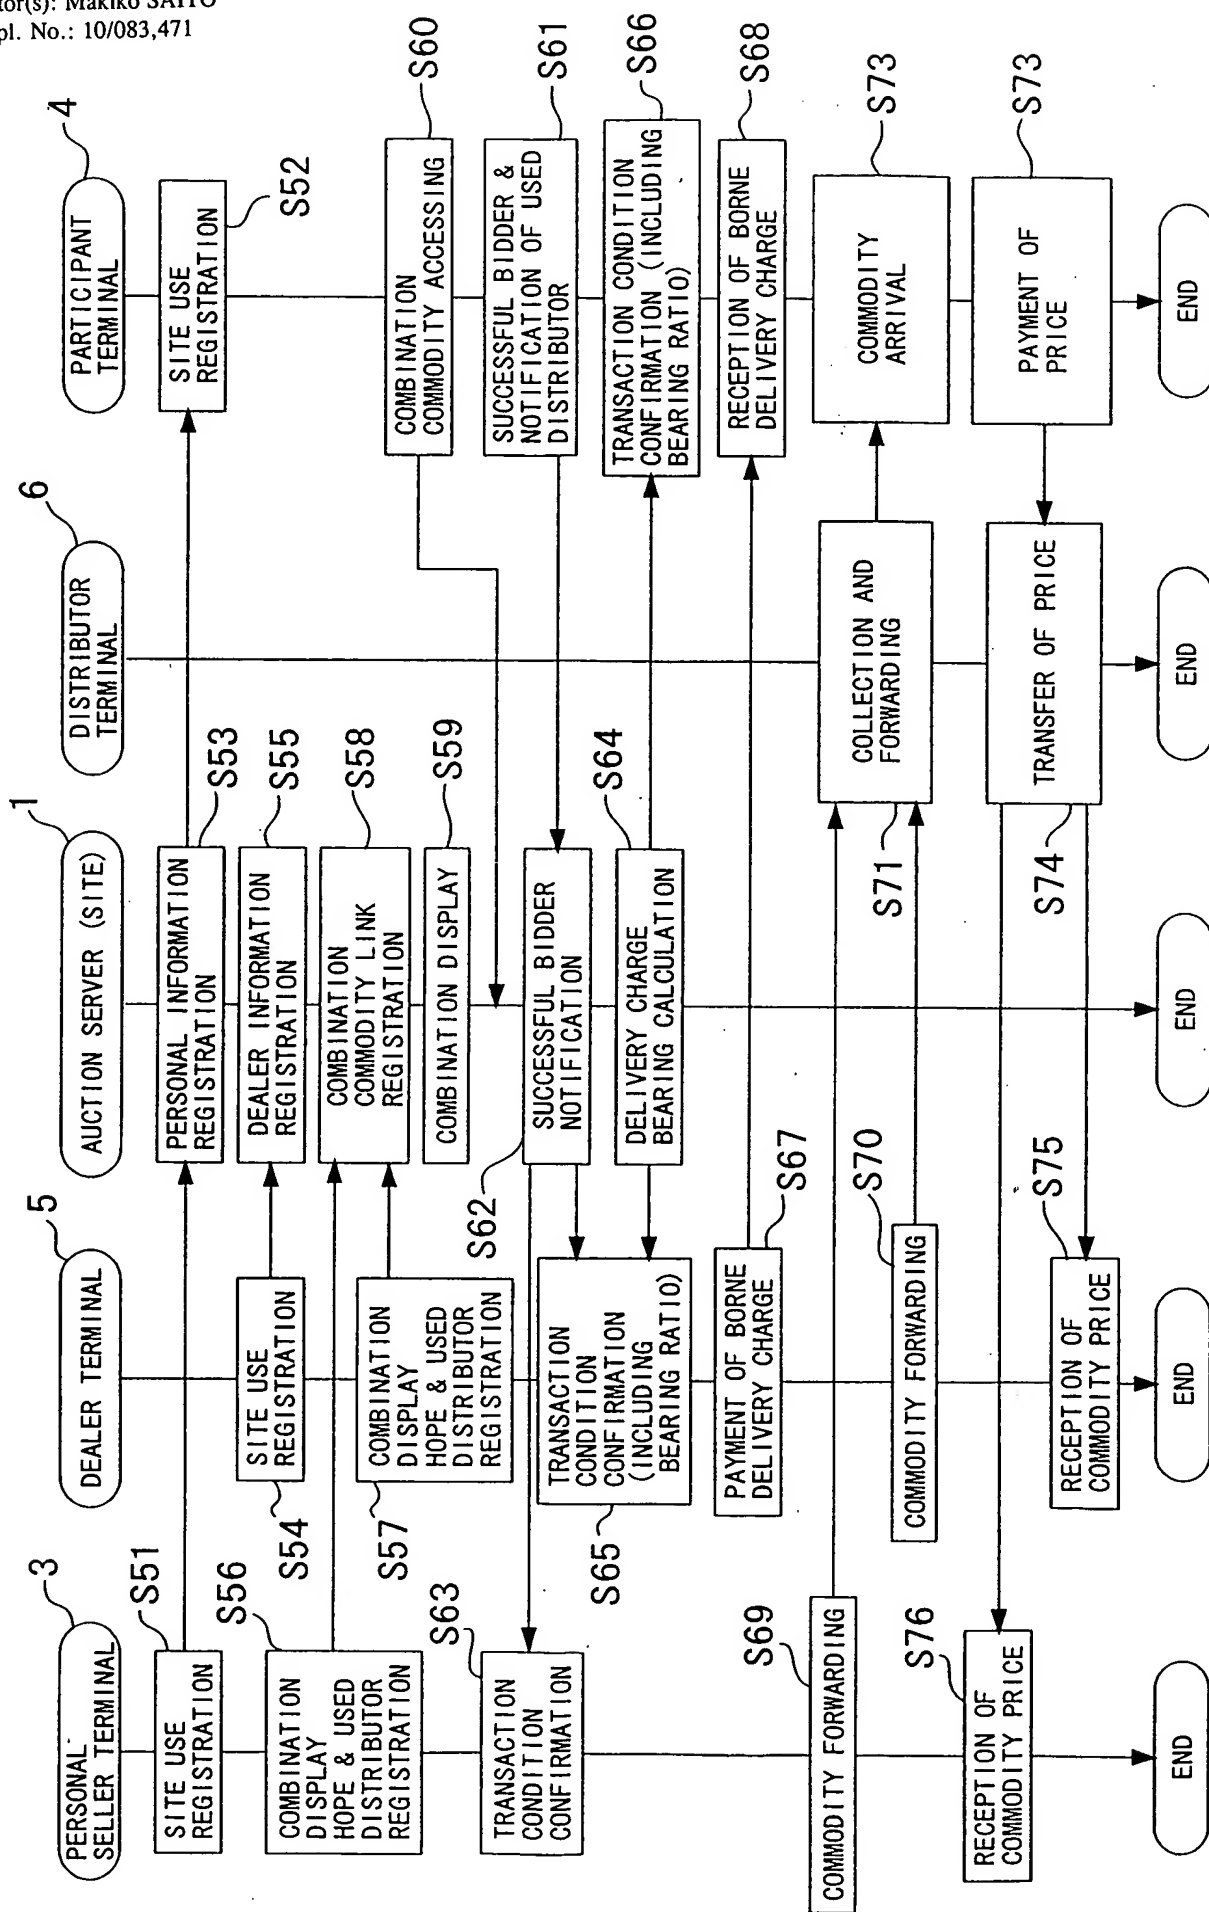 tor(s): Makiko SAITO
pl. No.: 10/083,471
3
PERSONAL
SELLER TERMINAL
S51
SITE USE
REGISTRATION
S56
COMBINATION
DISPLAY
HOPE & USED
DISTRIBUTOR
REGISTRATION
S63
TRANSACTION
CONDITION
CONFIRMATION
S69
COMMODITY FORWARDING
S76
RECEPTION OF
COMMODITY PRICE
END
5
DEALER TERMINAL
S54
SITE USE
REGISTRATION
S57
COMBINATION
DISPLAY
HOPE & USED
DISTRIBUTOR
REGISTRATION
S65
TRANSACTION
CONDITION
CONFIRMATION
(INCLUDING
BEARING RATIO)
S67
PAYMENT OF BORNE
DELIVERY CHARGE
S70
COMMODITY FORWARDING
S75
RECEPTION OF
COMMODITY PRICE
END
1
AUCTION SERVER (SITE)
S53
PERSONAL INFORMATION
REGISTRATION
S55
DEALER INFORMATION
REGISTRATION
S58
COMBINATION
COMMODITY LINK
REGISTRATION
S59
COMBINATION DISPLAY
S62
SUCCESSFUL BIDDER
NOTIFICATION
S64
DELIVERY CHARGE
BEARING CALCULATION
END
6
DISTRIBUTOR
TERMINAL
S71
COLLECTION AND
FORWARDING
S74
TRANSFER OF PRICE
END
4
PARTICIPANT
TERMINAL
S52
SITE USE
REGISTRATION
S60
COMBINATION
COMMODITY ACCESSING
S61
SUCCESSFUL BIDDER &
NOTIFICATION OF USED
DISTRIBUTOR
S66
TRANSACTION CONDITION
CONFIRMATION (INCLUDING
BEARING RATIO)
S68
RECEPTION OF BORNE
DELIVERY CHARGE
S73
COMMODITY
ARRIVAL
S73
PAYMENT OF
PRICE
END